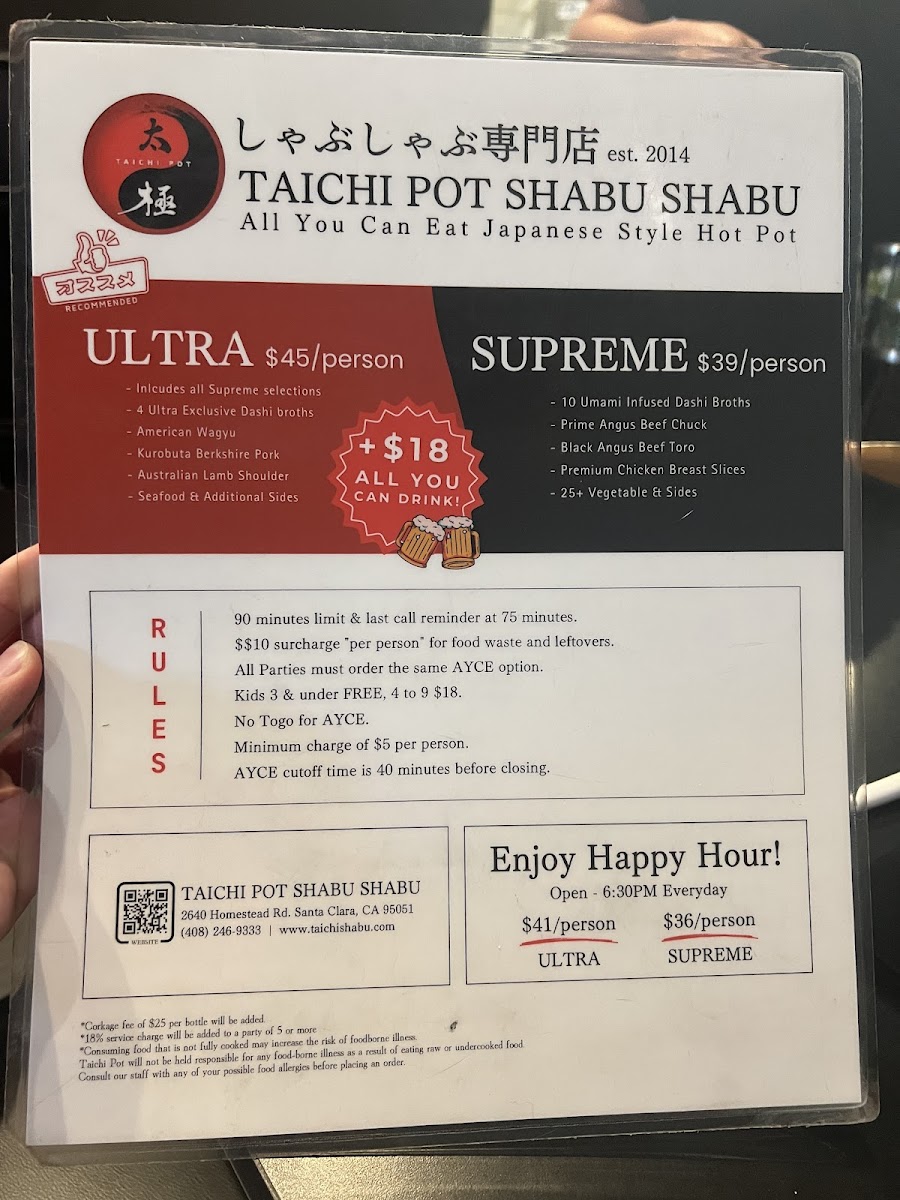 太
TAICHI POT
極
しゃぶしゃぶ専門店 est. 2014
TAICHI POT SHABU SHABU
All You Can Eat Japanese Style Hot Pot
オススメ
RECOMMENDED
ULTRA $45/person
- Inlcudes all Supreme selections
- 4 Ultra Exclusive Dashi broths
- American Wagyu
- Kurobuta Berkshire Pork
- Australian Lamb Shoulder
- Seafood & Additional Sides
+ $18
ALL YOU
CAN DRINK!
SUPREME $39/person
- 10 Umami Infused Dashi Broths
- Prime Angus Beef Chuck
- Black Angus Beef Toro
- Premium Chicken Breast Slices
- 25+ Vegetable & Sides
RULES
90 minutes limit & last call reminder at 75 minutes.
$$10 surcharge "per person" for food waste and leftovers.
All Parties must order the same AYCE option.
Kids 3 & under FREE, 4 to 9 $18.
No Togo for AYCE.
Minimum charge of $5 per person.
AYCE cutoff time is 40 minutes before closing.
WEBSITE
TAICHI POT SHABU SHABU
2640 Homestead Rd. Santa Clara, CA 95051
(408) 246-9333 | www.taichishabu.com
Enjoy Happy Hour!
Open - 6:30PM Everyday
$41/person $36/person
ULTRA SUPREME
*Corkage fee of $25 per bottle will be added.
*18% service charge will be added to a party of 5 or more
*Consuming food that is not fully cooked may increase the risk of foodborne illness.
Taichi Pot will not be held responsible for any food-borne illness as a result of eating raw or undercooked food.
Consult our staff with any of your possible food allergies before placing an order.